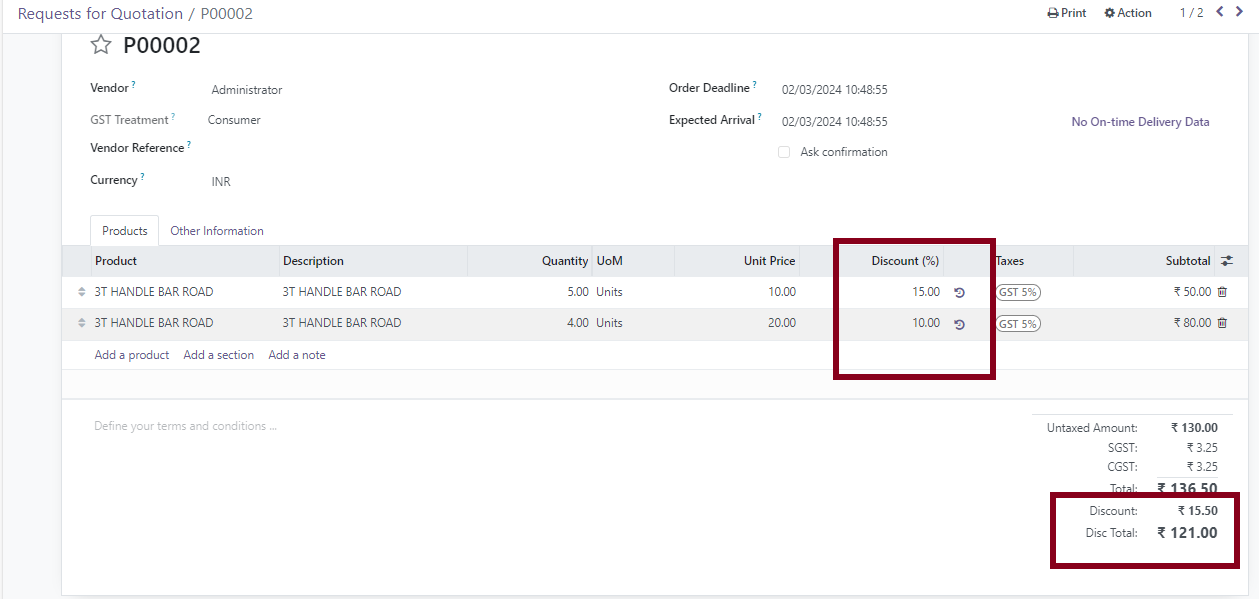 Requests for Quotation / P00002 Print Action 1 / 2
P00002
Vendor ? Administrator Order Deadline ? 02/03/2024 10:48:55
GST Treatment ? Consumer Expected Arrival ? 02/03/2024 10:48:55 No On-time Delivery Data
Vendor Reference ? Ask confirmation
Currency ? INR
Products Other Information
Product Description Quantity UoM Unit Price Discount (%) Taxes Subtotal
3T HANDLE BAR ROAD 3T HANDLE BAR ROAD 5.00 Units 10.00 15.00 GST 5% ₹ 50.00
3T HANDLE BAR ROAD 3T HANDLE BAR ROAD 4.00 Units 20.00 10.00 GST 5% ₹ 80.00
Add a product Add a section Add a note
Define your terms and conditions ... Untaxed Amount: ₹ 130.00
SGST: ₹ 3.25
CGST: ₹ 3.25
Total: ₹ 136.50
Discount: ₹ 15.50
Disc Total: ₹ 121.00